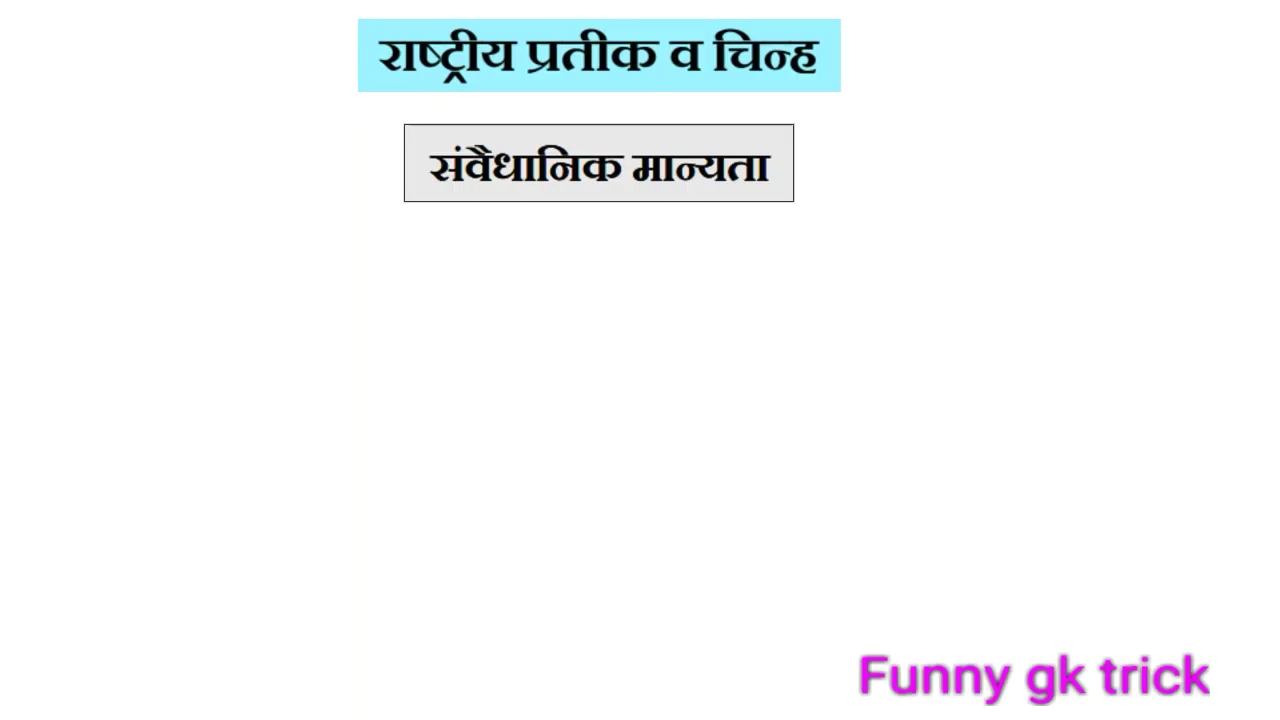 राष्ट्रीय प्रतीक व चिन्ह
संवैधानिक मान्यता
Funny gk trick